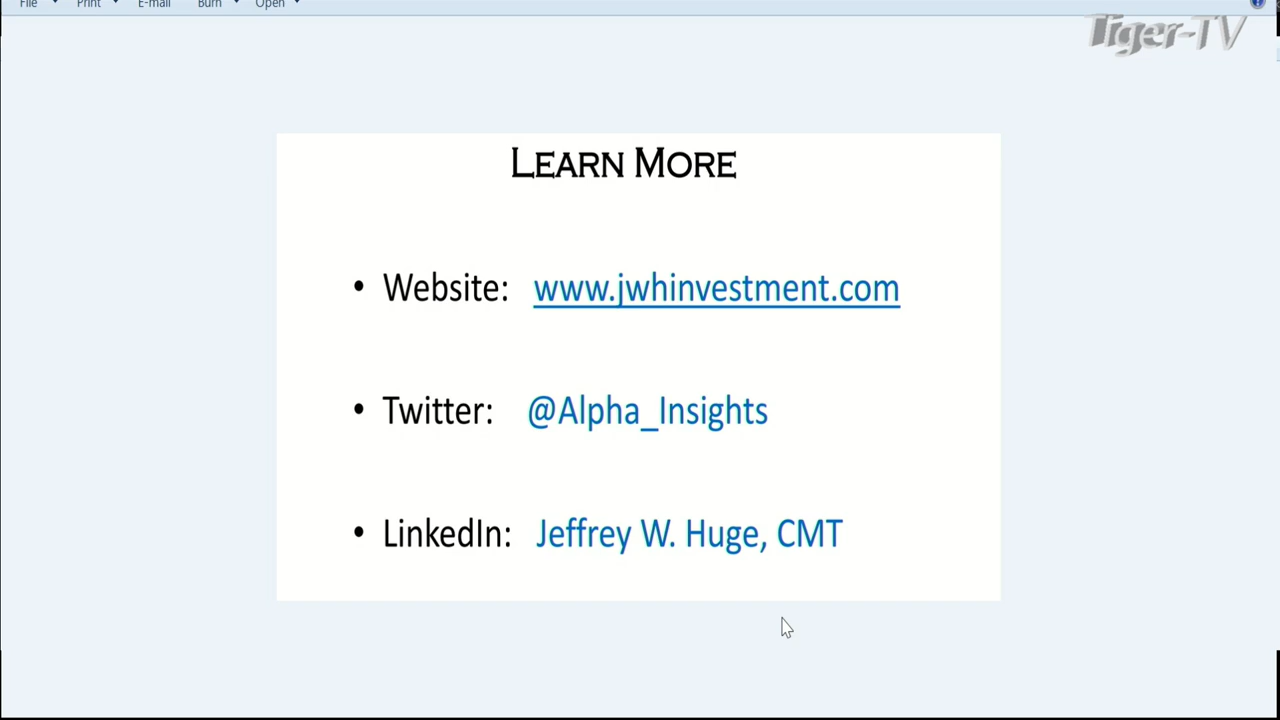 File Print E-mail Burn Open
Tiger-TV
LEARN MORE
• Website: www.jwhinvestment.com
• Twitter: @Alpha_Insights
• LinkedIn: Jeffrey W. Huge, CMT